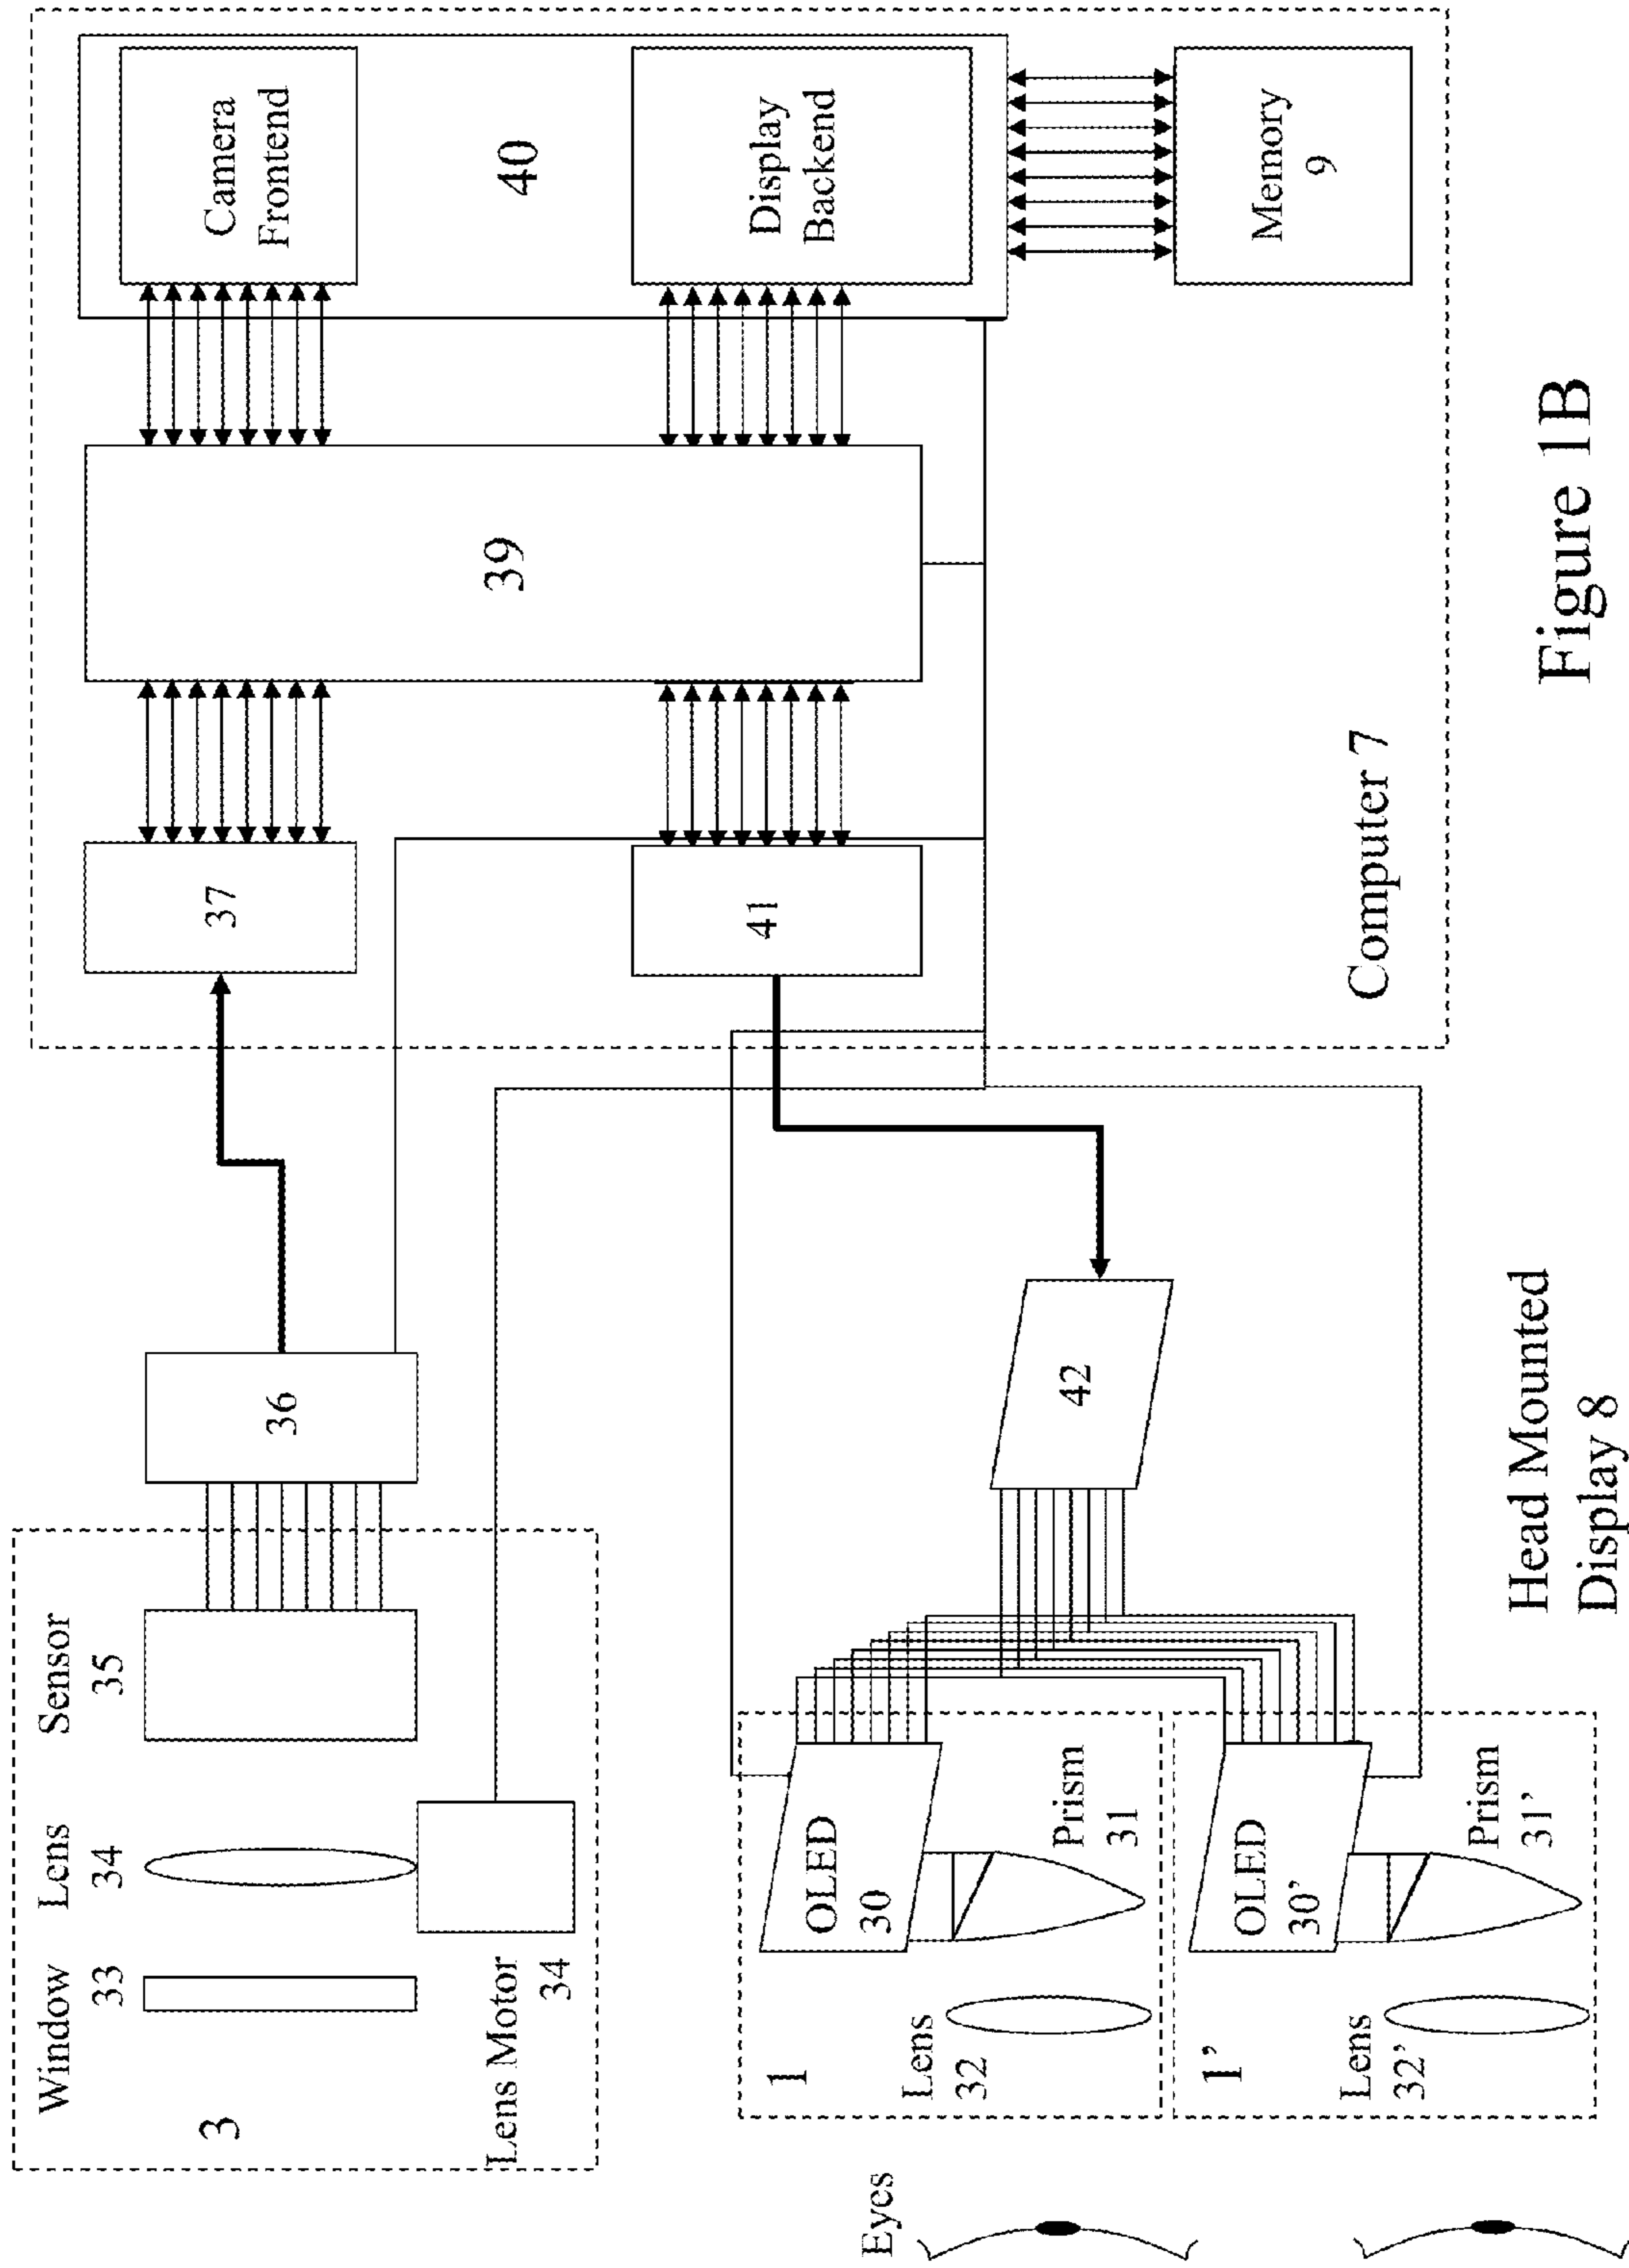 Window
33
Lens
34
Sensor
35
3
Lens Motor
34
36
37
39
Camera
Frontend
40
Display
Backend
Memory
9
41
Computer 7
42
Eyes
1
OLED
30
Lens
32
Prism
31
1’
OLED
30’
Lens
32’
Prism
31’
Head Mounted
Display 8
Figure 1B